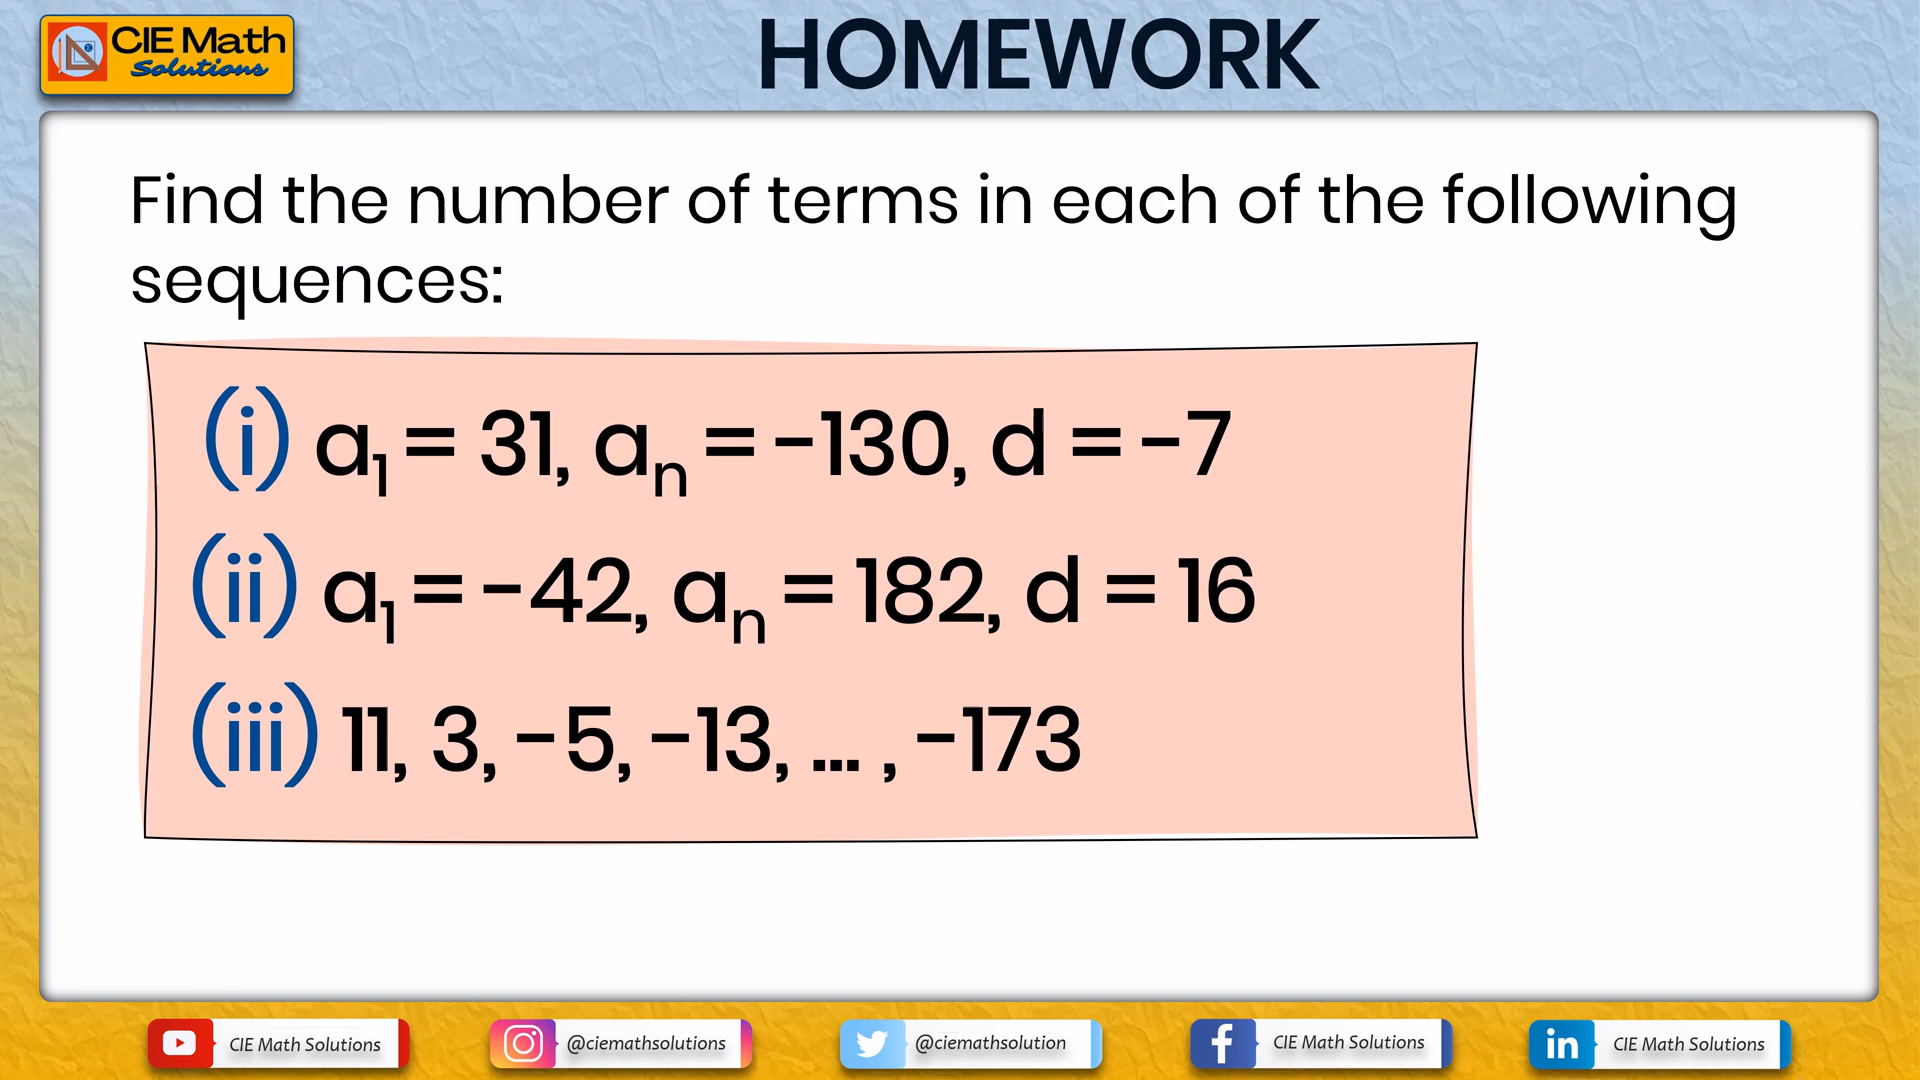 CIE Math
Solutions
HOMEWORK
Find the number of terms in each of the following
sequences:
(i) a₁ = 31, aₙ = -130, d = -7
(ii) a₁ = -42, aₙ = 182, d = 16
(iii) 11, 3, -5, -13, ... , -173
CIE Math Solutions
@ciemathsolutions
@ciemathsolution
CIE Math Solutions
CIE Math Solutions